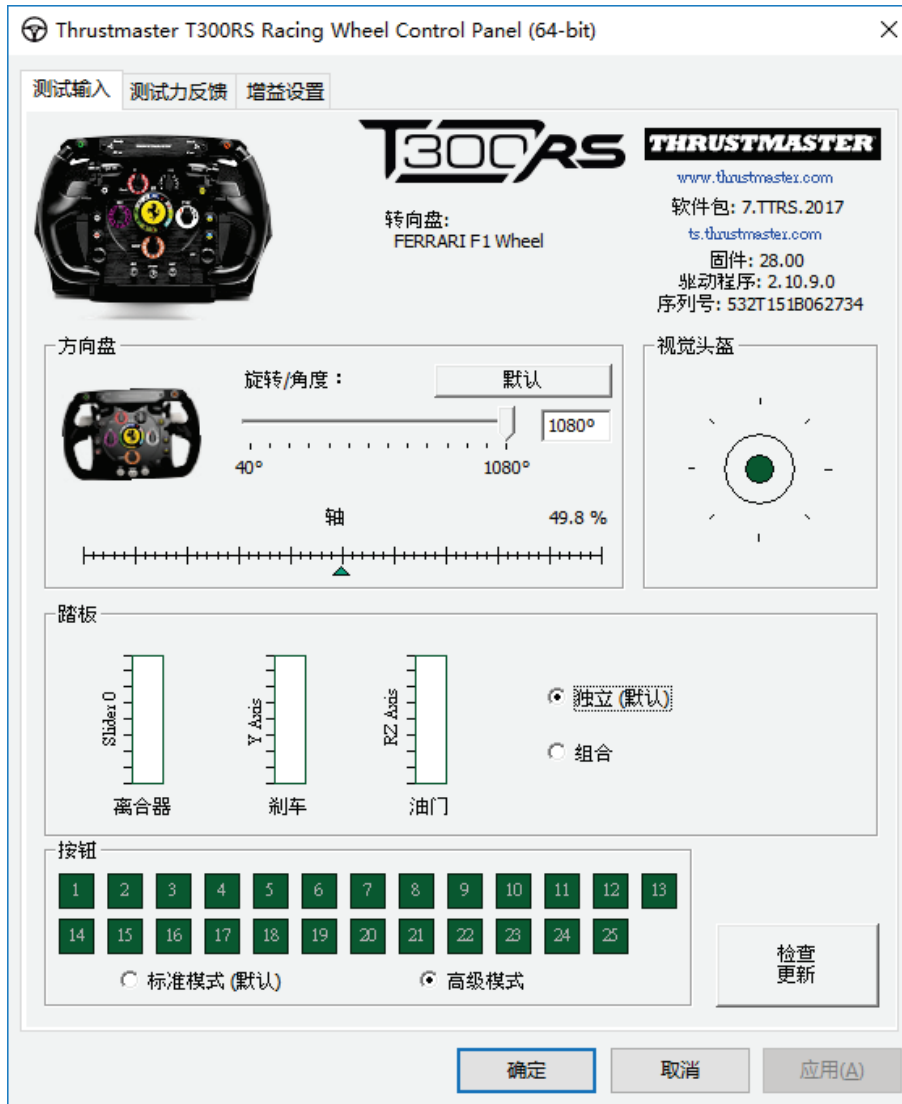 Thrustmaster T300RS Racing Wheel Control Panel (64-bit)
测试输入 测试力反馈 增益设置
T300RS
THRUSTMASTER
www.thrustmaster.com
转向盘:
FERRARI F1 Wheel
软件包: 7.TTRS.2017
ts.thrustmaster.com
固件: 28.00
驱动程序: 2.10.9.0
序列号: 532T151B062734
方向盘
旋转/角度：
默认
1080º
40º
1080º
轴
49.8 %
视觉头盔
踏板
Slider 0
Y Axis
RZ Axis
离合器
刹车
油门
独立 (默认)
组合
按钮
1 2 3 4 5 6 7 8 9 10 11 12 13
14 15 16 17 18 19 20 21 22 23 24 25
标准模式 (默认)
高级模式
检查
更新
确定
取消
应用(A)